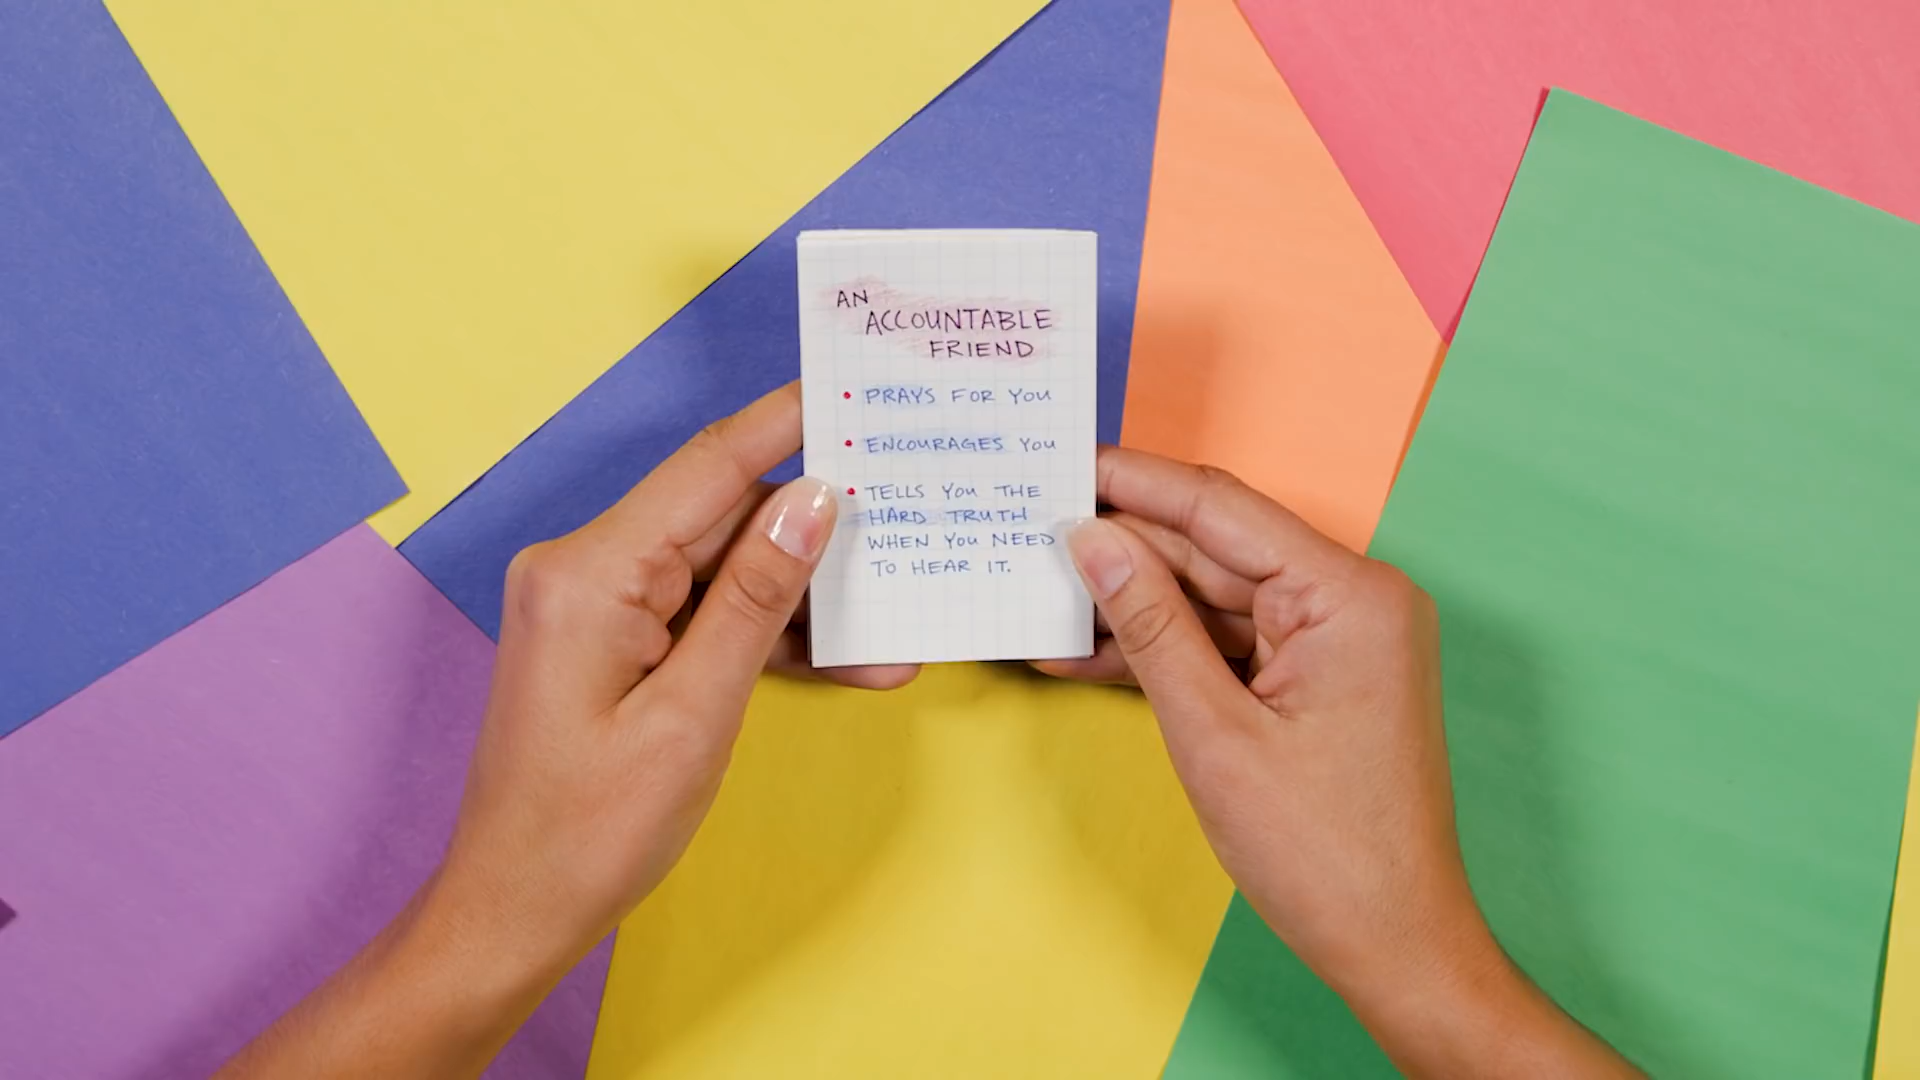 AN
ACCOUNTABLE
FRIEND
• PRAYS FOR YOU
• ENCOURAGES YOU
• TELLS YOU THE
HARD TRUTH
WHEN YOU NEED
TO HEAR IT.